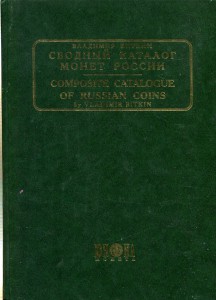 ВЛАДИМИР БИТКИН
СВОДНЫЙ КАТАЛОГ
МОНЕТ РОССИИ
COMPOSITE CATALOGUE
OF RUSSIAN COINS
by VLADIMIR BITKIN